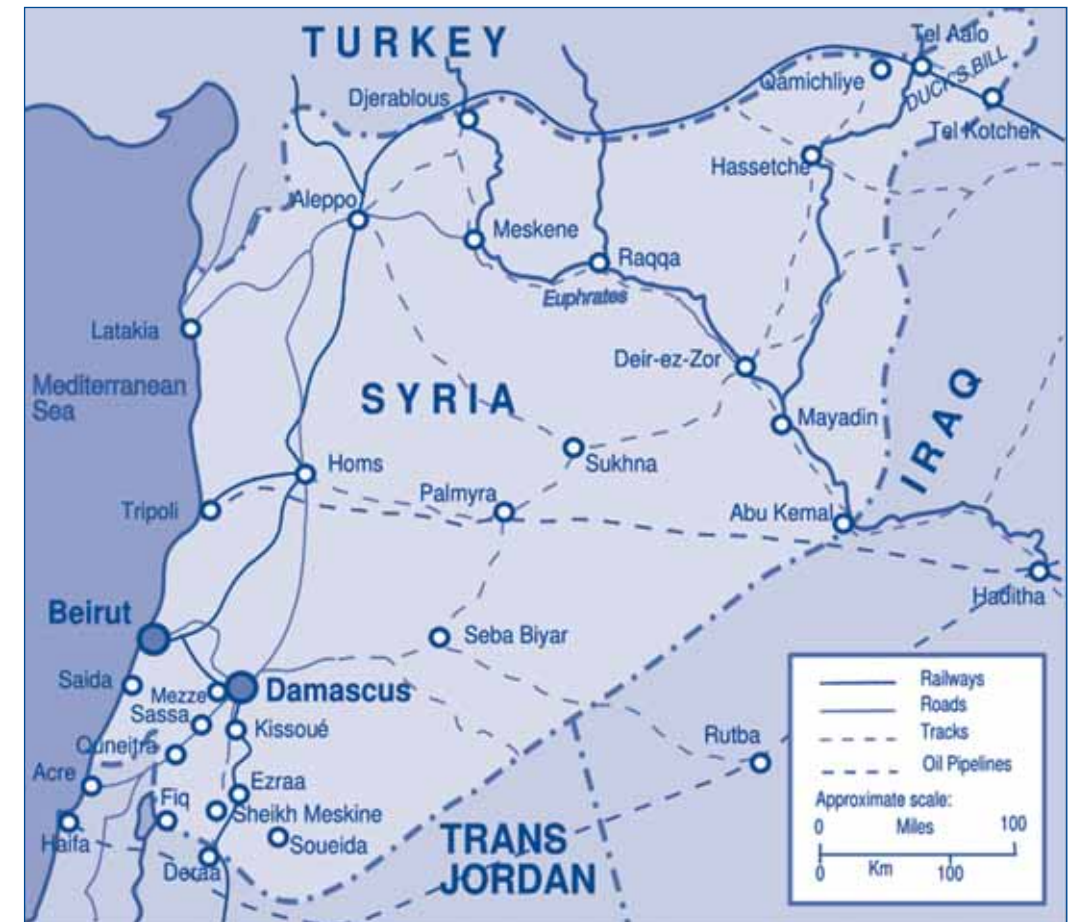 TURKEY
Tel Aalo
Qamichliye
DUCK'S BILL
Djerablous
Tel Kotchek
Hassetche
Aleppo
Meskene
Raqqa
Euphrates
Latakia
Deir-ez-Zor
Mediterranean
Sea
SYRIA
Mayadin
IRAQ
Homs
Sukhna
Palmyra
Tripoli
Abu Kemal
Haditha
Beirut
Seba Biyar
Saida
Mezze
Damascus
Sassa
Kissoué
Quneitra
Rutba
Acre
Ezraa
Fiq
Sheikh Meskine
Haifa
Soueida
Deraa
TRANS
JORDAN
Railways
Roads
Tracks
Oil Pipelines
Approximate scale:
0 Miles 100
0 Km 100